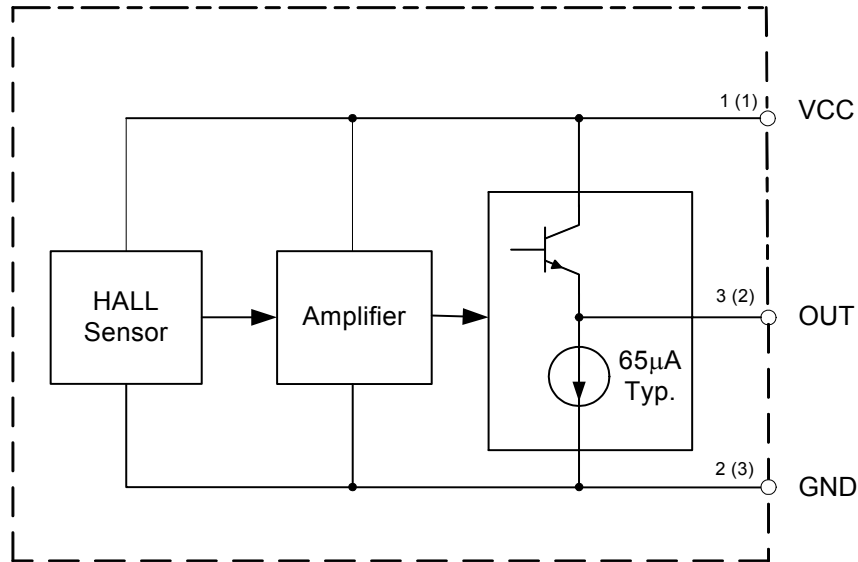 1 (1) VCC
HALL
Sensor
Amplifier
3 (2) OUT
65μA
Typ.
2 (3) GND